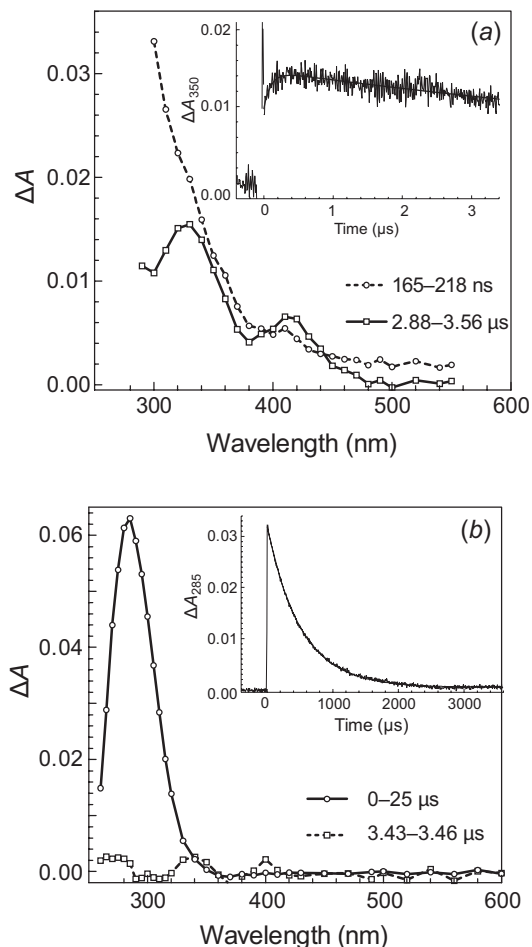 (a)
0.02
0.01
0.00
ΔA350
0 1 2 3
Time (µs)
0.03
0.02
0.01
0.00
ΔA
165–218 ns
2.88–3.56 µs
300 400 500 600
Wavelength (nm)
(b)
0.03
0.02
0.01
0.00
ΔA285
0 1000 2000 3000
Time (µs)
0.06
0.04
0.02
0.00
ΔA
0–25 µs
3.43–3.46 µs
300 400 500 600
Wavelength (nm)